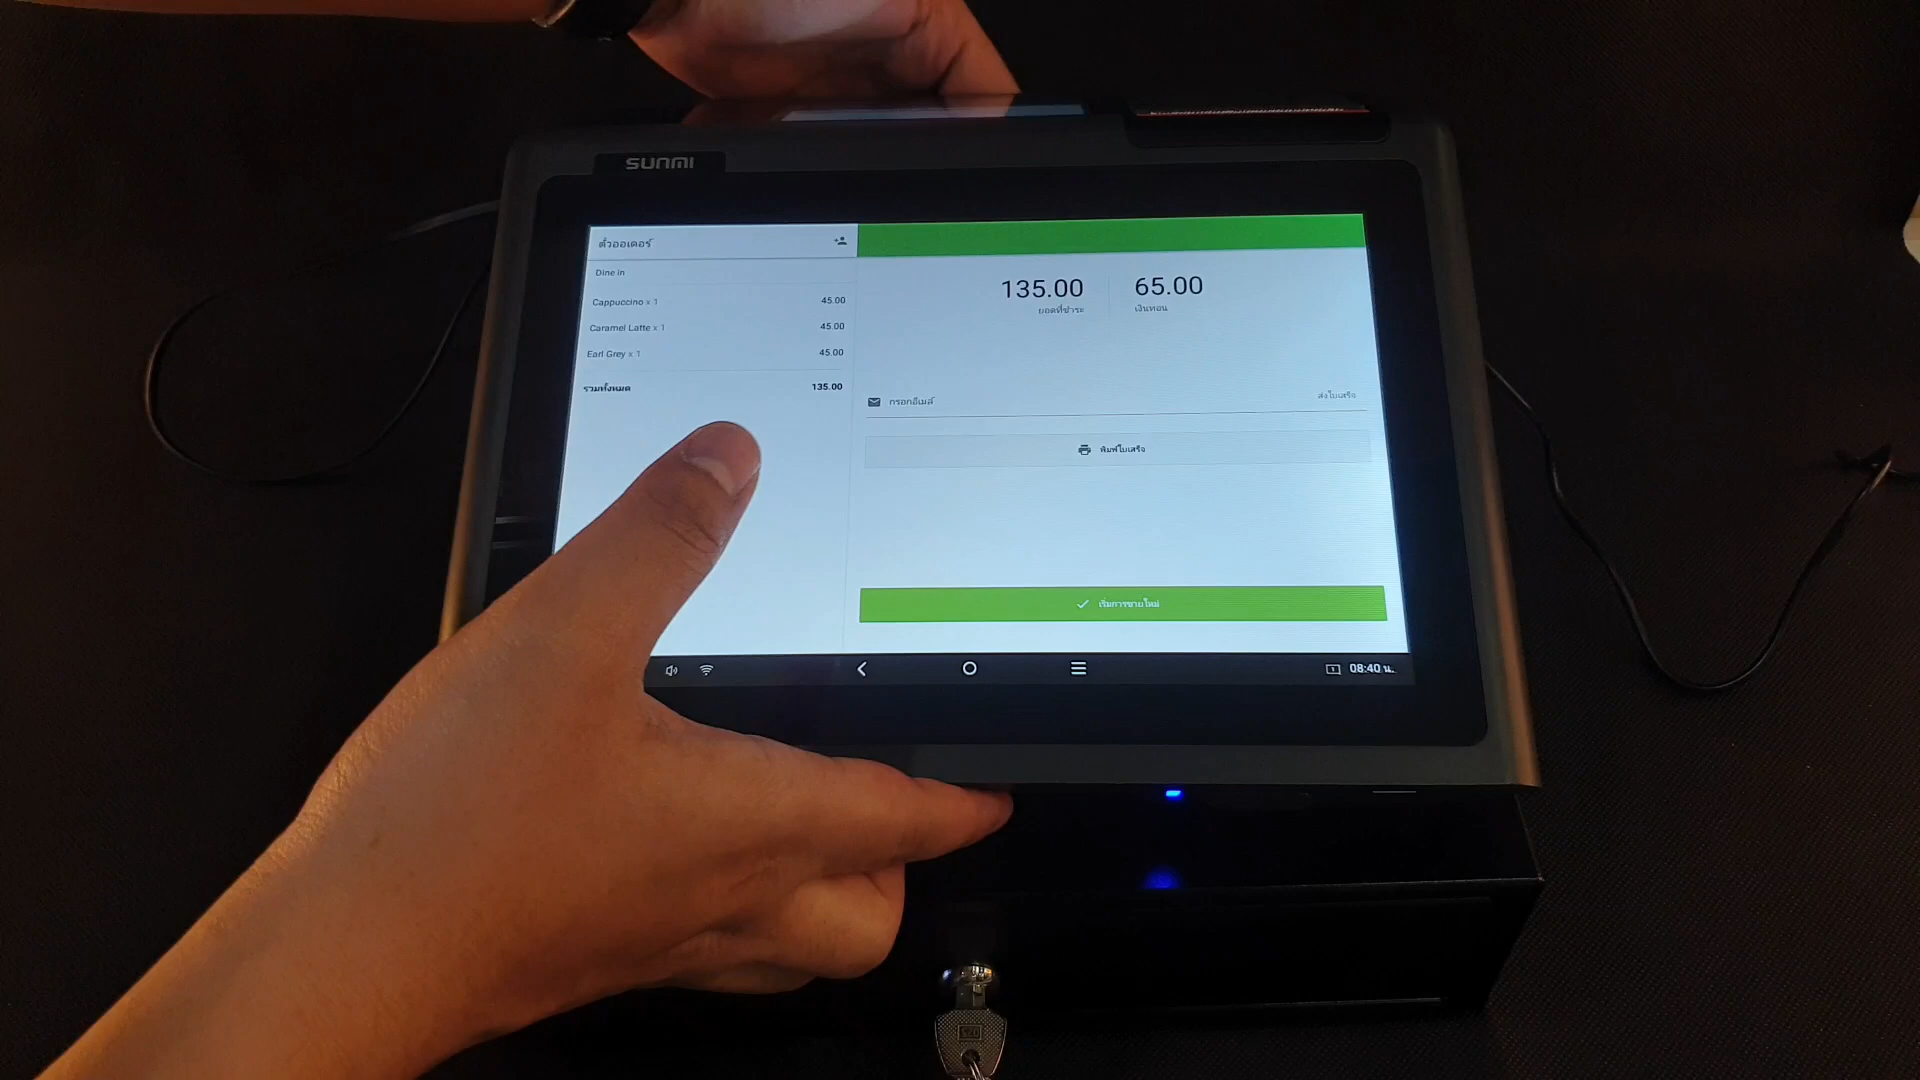 SUNMI
ตั๋วออเดอร์
Dine in
Cappuccino x 1 45.00
Caramel Latte x 1 45.00
Earl Grey x 1 45.00
รวมทั้งหมด 135.00
135.00 65.00
ยอดที่ชำระ เงินทอน
กรอกอีเมล์ ส่งใบเสร็จ
พิมพ์ใบเสร็จ
เริ่มการขายใหม่
08:40 น.